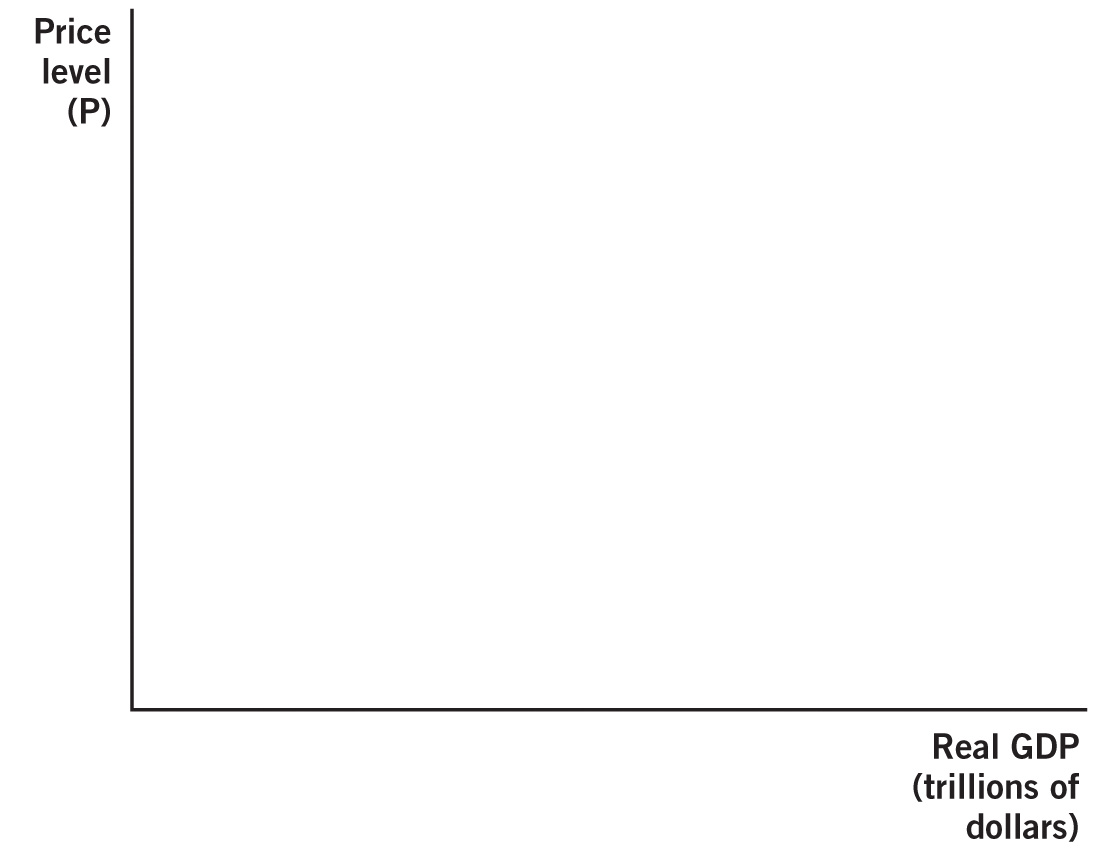 Price
level
(P)
Real GDP
(trillions of
dollars)